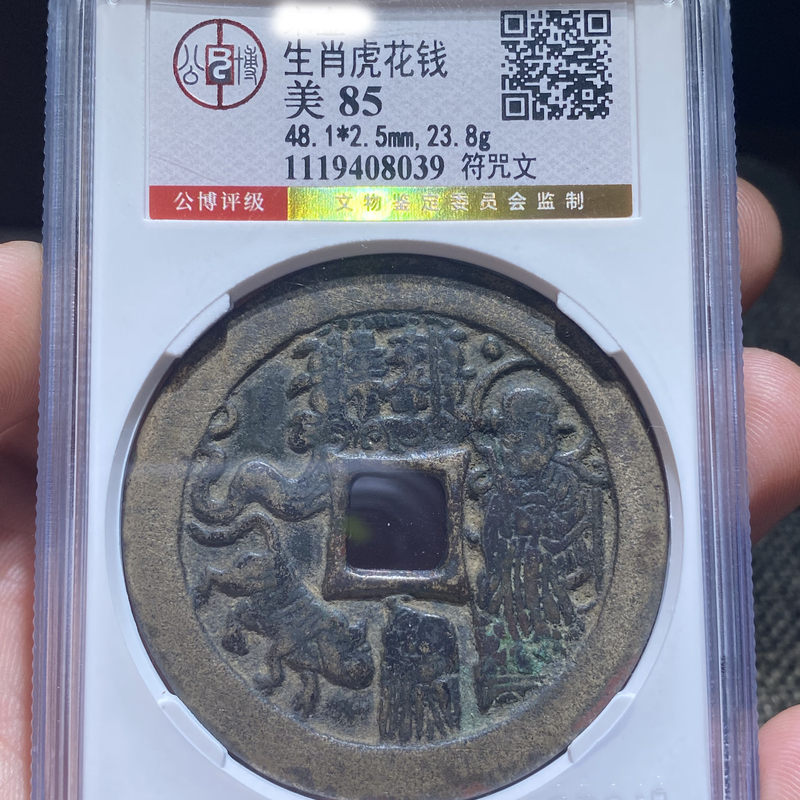 公 博
生肖虎花钱
美 85
48.1*2.5mm,23.8g
1119408039 符咒文
公博评级 文物鉴定委员会监制